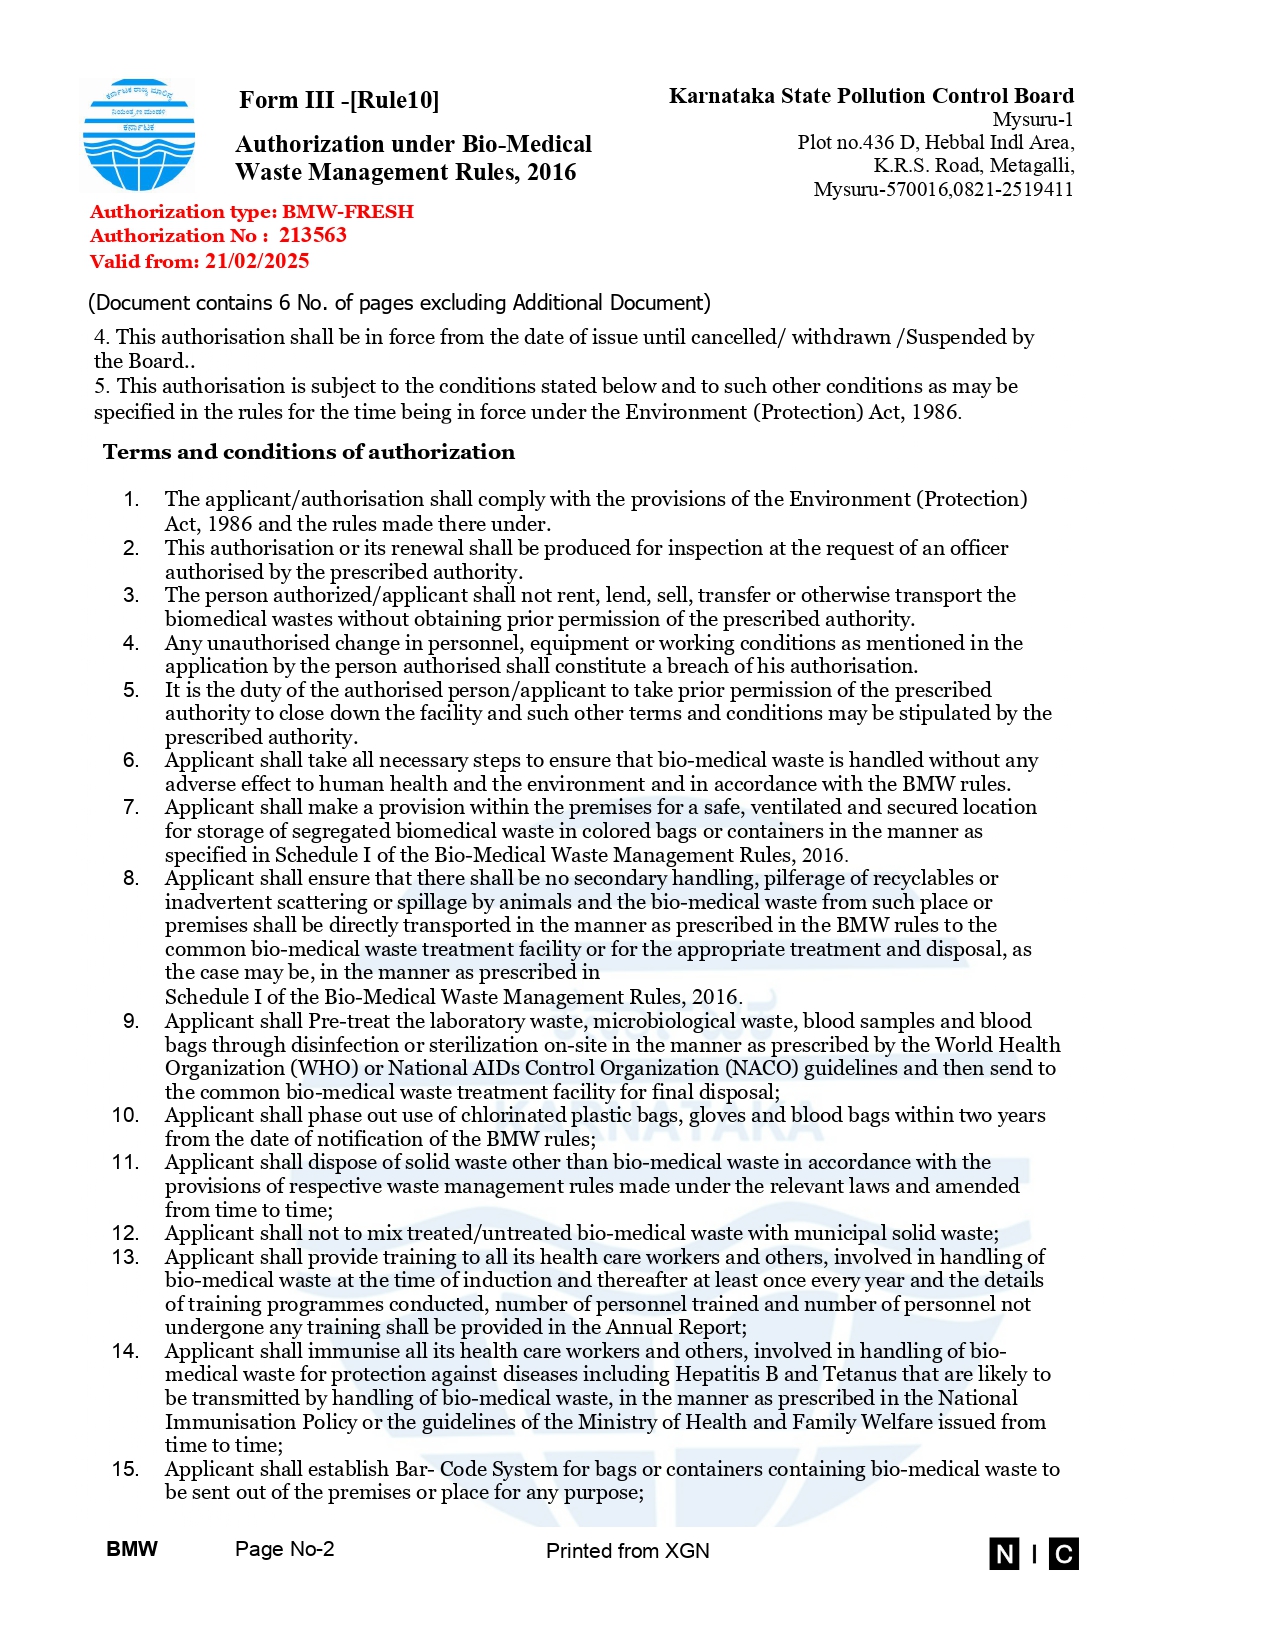 ಕರ್ನಾಟಕ ರಾಜ್ಯ ಮಾಲಿನ್ಯ
ನಿಯಂತ್ರಣ ಮಂಡಳಿ
ಕರ್ನಾಟಕ
Form III -[Rule10]
Authorization under Bio-Medical
Waste Management Rules, 2016
Karnataka State Pollution Control Board
Mysuru-1
Plot no.436 D, Hebbal Indl Area,
K.R.S. Road, Metagalli,
Mysuru-570016,0821-2519411
Authorization type: BMW-FRESH
Authorization No :  213563
Valid from: 21/02/2025
(Document contains 6 No. of pages excluding Additional Document)
4. This authorisation shall be in force from the date of issue until cancelled/ withdrawn /Suspended by
the Board..
5. This authorisation is subject to the conditions stated below and to such other conditions as may be
specified in the rules for the time being in force under the Environment (Protection) Act, 1986.
Terms and conditions of authorization
1. The applicant/authorisation shall comply with the provisions of the Environment (Protection)
Act, 1986 and the rules made there under.
2. This authorisation or its renewal shall be produced for inspection at the request of an officer
authorised by the prescribed authority.
3. The person authorized/applicant shall not rent, lend, sell, transfer or otherwise transport the
biomedical wastes without obtaining prior permission of the prescribed authority.
4. Any unauthorised change in personnel, equipment or working conditions as mentioned in the
application by the person authorised shall constitute a breach of his authorisation.
5. It is the duty of the authorised person/applicant to take prior permission of the prescribed
authority to close down the facility and such other terms and conditions may be stipulated by the
prescribed authority.
6. Applicant shall take all necessary steps to ensure that bio-medical waste is handled without any
adverse effect to human health and the environment and in accordance with the BMW rules.
7. Applicant shall make a provision within the premises for a safe, ventilated and secured location
for storage of segregated biomedical waste in colored bags or containers in the manner as
specified in Schedule I of the Bio-Medical Waste Management Rules, 2016.
8. Applicant shall ensure that there shall be no secondary handling, pilferage of recyclables or
inadvertent scattering or spillage by animals and the bio-medical waste from such place or
premises shall be directly transported in the manner as prescribed in the BMW rules to the
common bio-medical waste treatment facility or for the appropriate treatment and disposal, as
the case may be, in the manner as prescribed in
Schedule I of the Bio-Medical Waste Management Rules, 2016.
9. Applicant shall Pre-treat the laboratory waste, microbiological waste, blood samples and blood
bags through disinfection or sterilization on-site in the manner as prescribed by the World Health
Organization (WHO) or National AIDs Control Organization (NACO) guidelines and then send to
the common bio-medical waste treatment facility for final disposal;
10. Applicant shall phase out use of chlorinated plastic bags, gloves and blood bags within two years
from the date of notification of the BMW rules;
11. Applicant shall dispose of solid waste other than bio-medical waste in accordance with the
provisions of respective waste management rules made under the relevant laws and amended
from time to time;
12. Applicant shall not to mix treated/untreated bio-medical waste with municipal solid waste;
13. Applicant shall provide training to all its health care workers and others, involved in handling of
bio-medical waste at the time of induction and thereafter at least once every year and the details
of training programmes conducted, number of personnel trained and number of personnel not
undergone any training shall be provided in the Annual Report;
14. Applicant shall immunise all its health care workers and others, involved in handling of bio-
medical waste for protection against diseases including Hepatitis B and Tetanus that are likely to
be transmitted by handling of bio-medical waste, in the manner as prescribed in the National
Immunisation Policy or the guidelines of the Ministry of Health and Family Welfare issued from
time to time;
15. Applicant shall establish Bar- Code System for bags or containers containing bio-medical waste to
be sent out of the premises or place for any purpose;
ಕರ್ನಾಟಕ
KARNATAKA
BMW Page No-2 Printed from XGN N I C